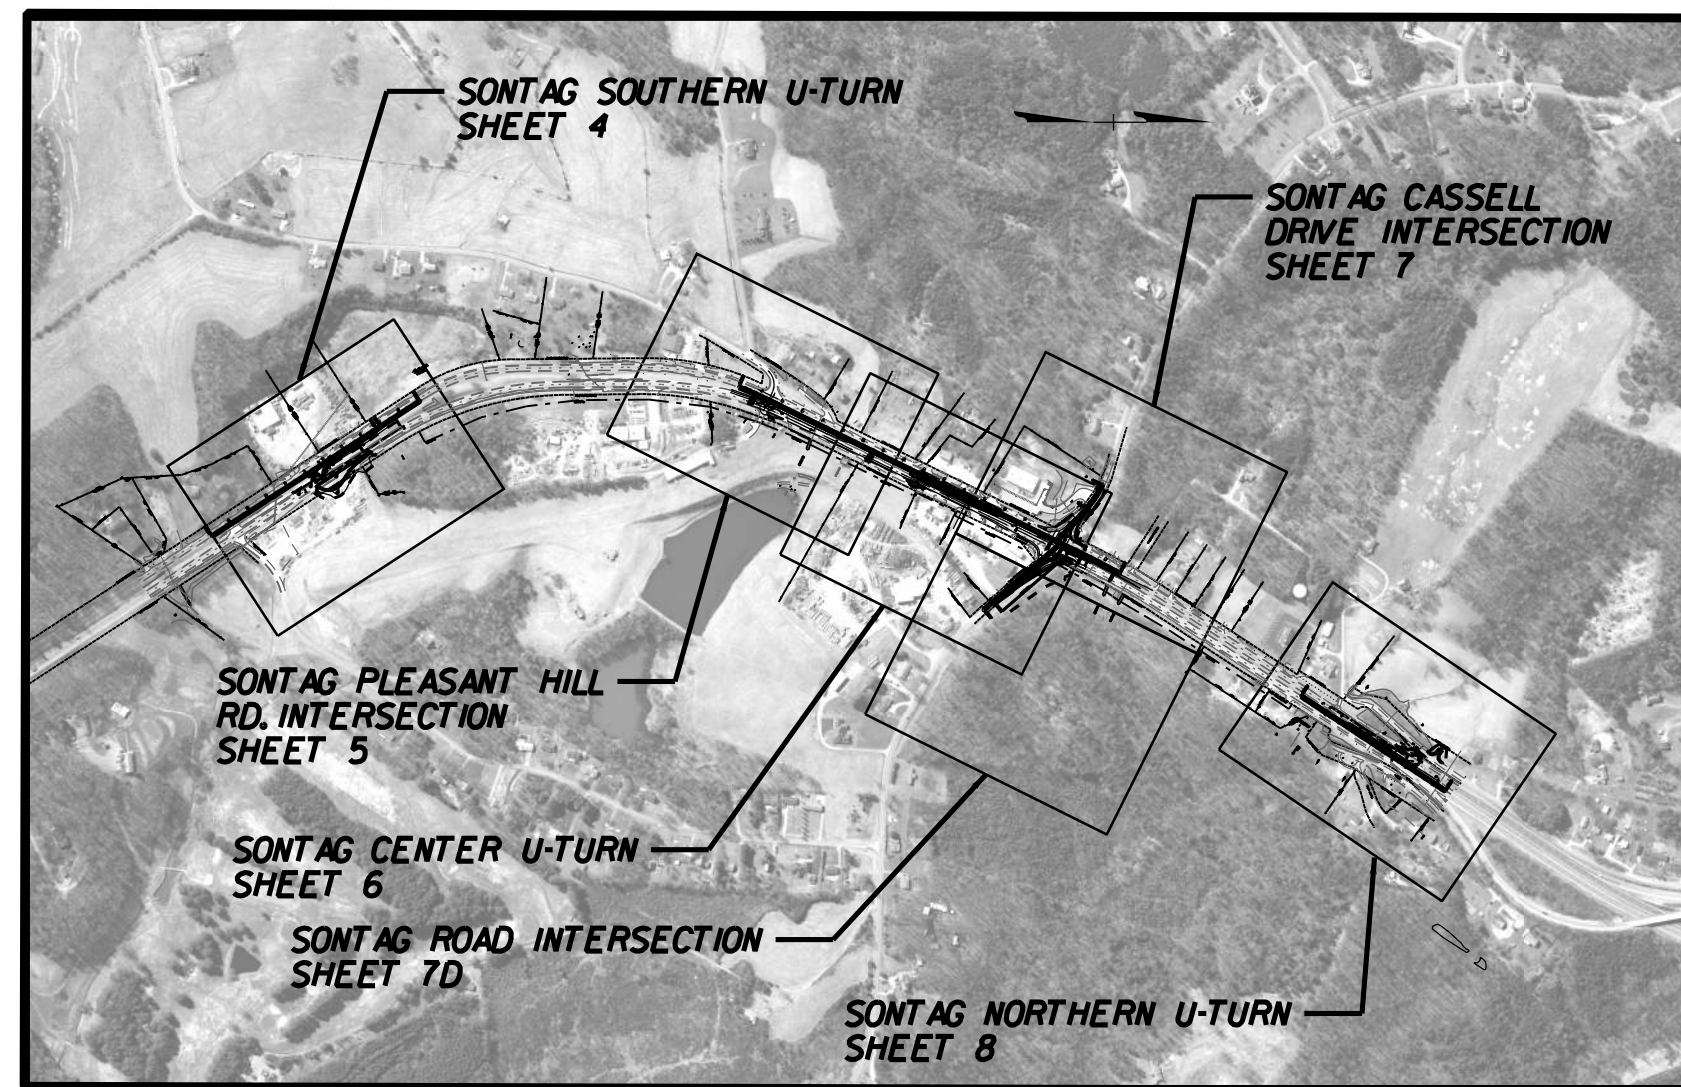 SONTAG SOUTHERN U-TURN
SHEET 4
SONTAG CASSELL
DRIVE INTERSECTION
SHEET 7
SONTAG PLEASANT HILL
RD. INTERSECTION
SHEET 5
SONTAG CENTER U-TURN
SHEET 6
SONTAG ROAD INTERSECTION
SHEET 7D
SONTAG NORTHERN U-TURN
SHEET 8